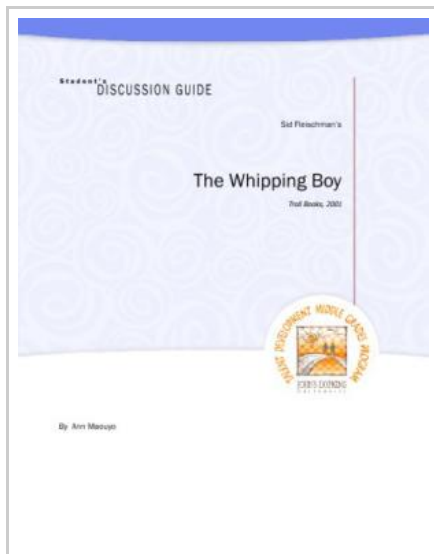 Student's
DISCUSSION GUIDE
Sid Fleischman's
The Whipping Boy
Troll Books, 2001
TALENT DEVELOPMENT MIDDLE GRADES PROGRAM
JOHNS HOPKINS
UNIVERSITY
By Ann Maouyo